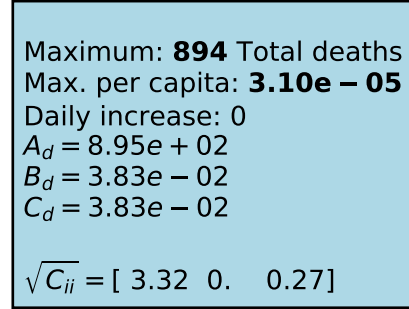 Maximum: 894 Total deaths
Max. per capita: 3.10e − 05
Daily increase: 0
A_d = 8.95e + 02
B_d = 3.83e − 02
C_d = 3.83e − 02
√C_ii = [ 3.32 0. 0.27]